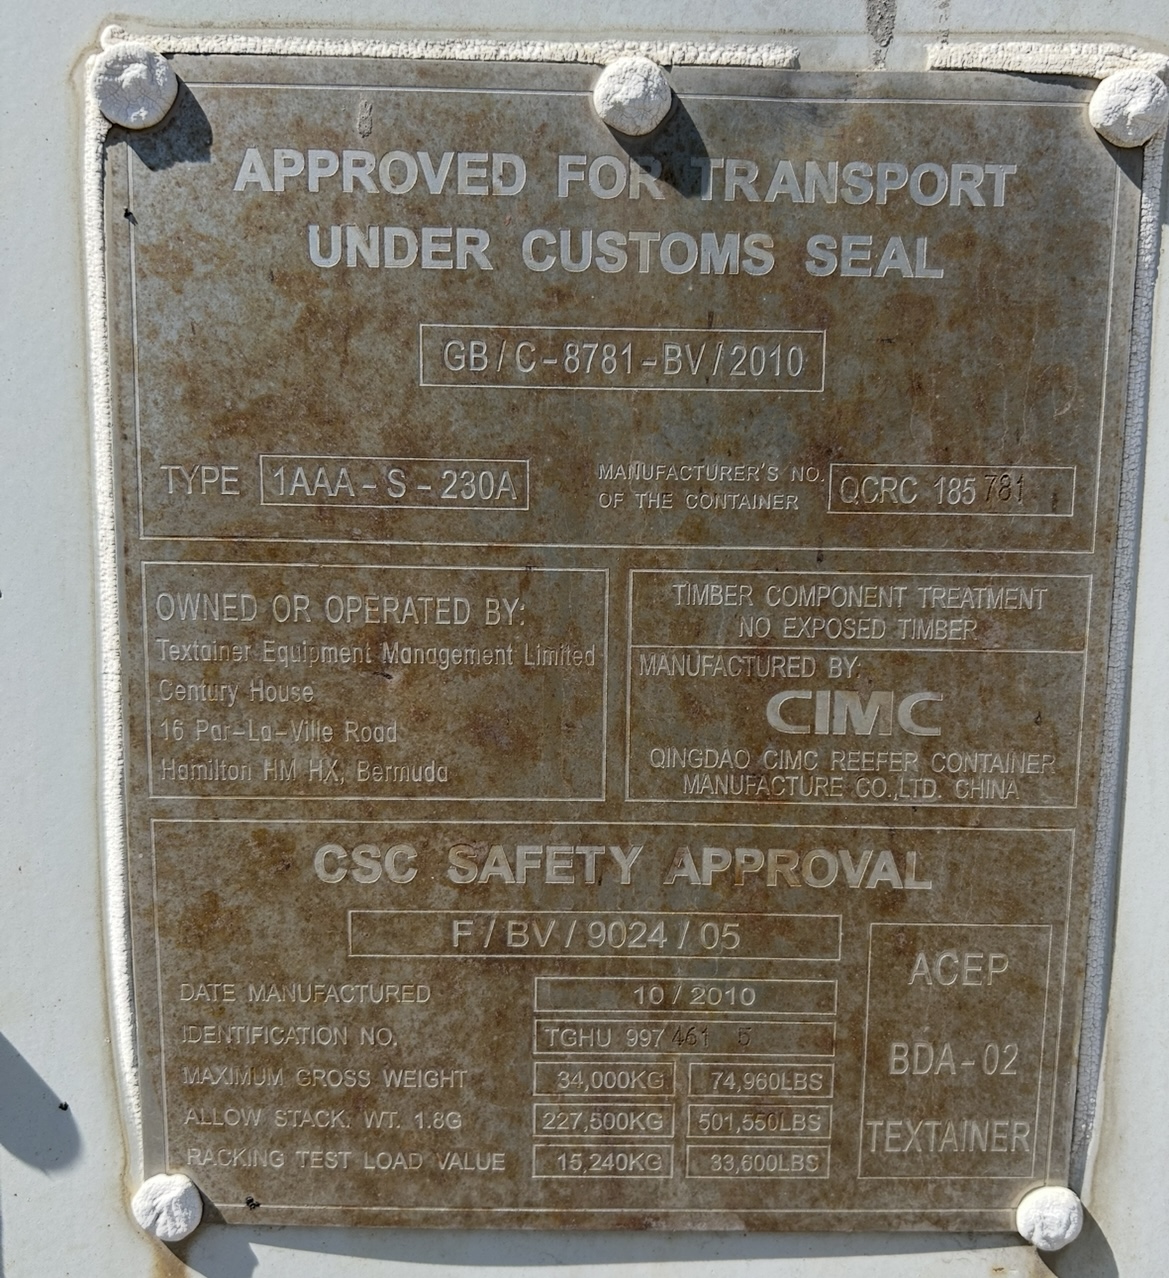 APPROVED FOR TRANSPORT
UNDER CUSTOMS SEAL
GB/C-8781-BV/2010
TYPE 1AAA-S-230A
MANUFACTURER'S NO.
OF THE CONTAINER
QCRC 185 781
OWNED OR OPERATED BY:
Textainer Equipment Management Limited
Century House
16 Par-La-Ville Road
Hamilton HM HX, Bermuda
TIMBER COMPONENT TREATMENT
NO EXPOSED TIMBER
MANUFACTURED BY:
CIMC
QINGDAO CIMC REEFER CONTAINER
MANUFACTURE CO.,LTD. CHINA
CSC SAFETY APPROVAL
F/BV/9024/05
DATE MANUFACTURED 10/2010
IDENTIFICATION NO. TGHU 997 461 5
MAXIMUM GROSS WEIGHT 34,000KG 74,960LBS
ALLOW STACK. WT. 1.8G 227,500KG 501,550LBS
RACKING TEST LOAD VALUE 15,240KG 33,600LBS
ACEP
BDA-02
TEXTAINER